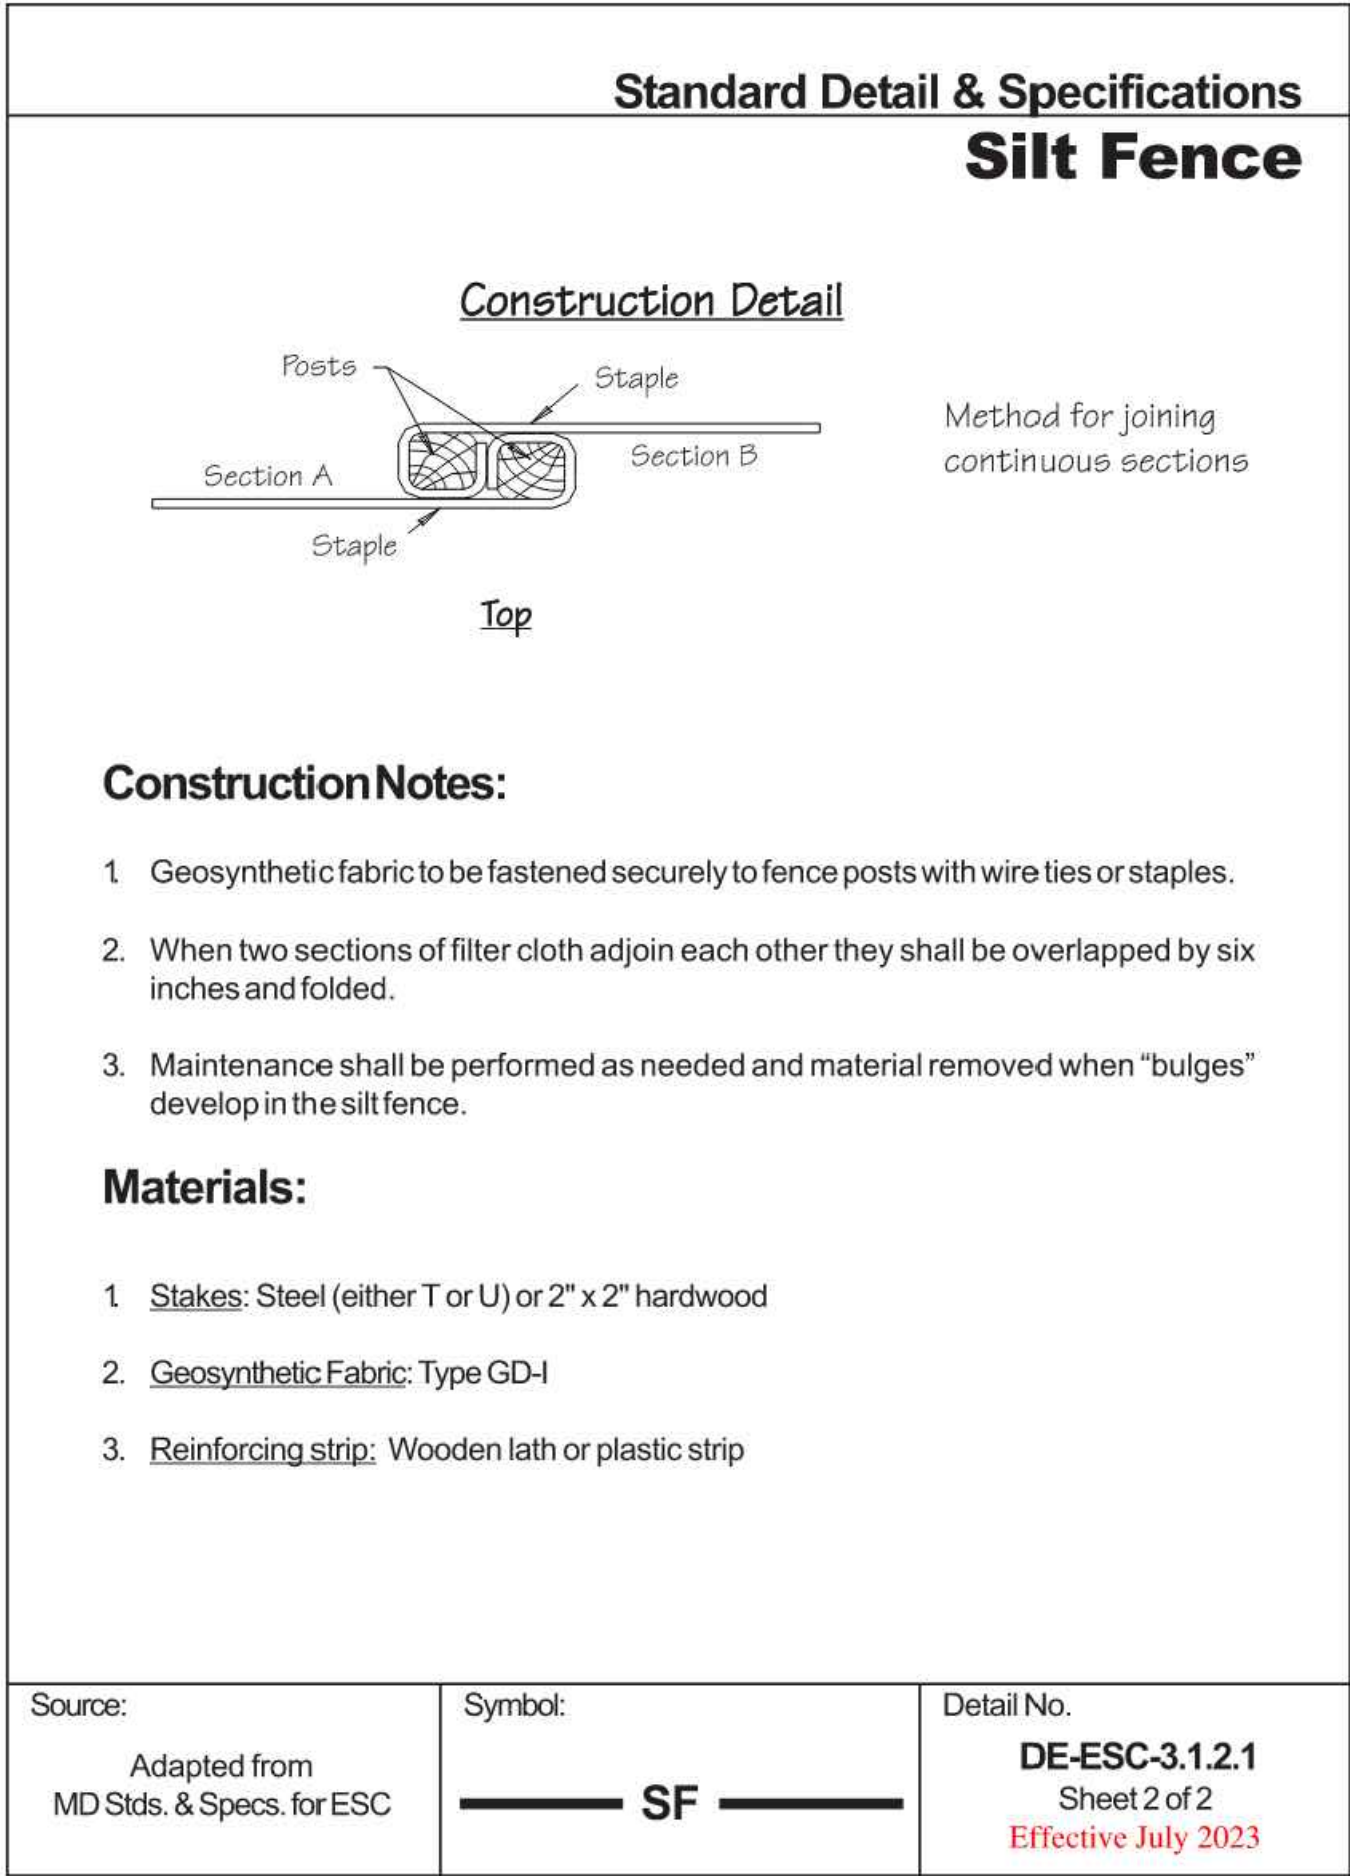 Standard Detail & Specifications
Silt Fence
Construction Detail
Posts
Staple
Method for joining
continuous sections
Section B
Section A
Staple
Top
Construction Notes:
1. Geosynthetic fabric to be fastened securely to fence posts with wire ties or staples.
2. When two sections of filter cloth adjoin each other they shall be overlapped by six
inches and folded.
3. Maintenance shall be performed as needed and material removed when “bulges”
develop in the silt fence.
Materials:
1. Stakes: Steel (either T or U) or 2" x 2" hardwood
2. Geosynthetic Fabric: Type GD-I
3. Reinforcing strip: Wooden lath or plastic strip
Source:
Adapted from
MD Stds. & Specs. for ESC
Symbol:
SF
Detail No.
DE-ESC-3.1.2.1
Sheet 2 of 2
Effective July 2023